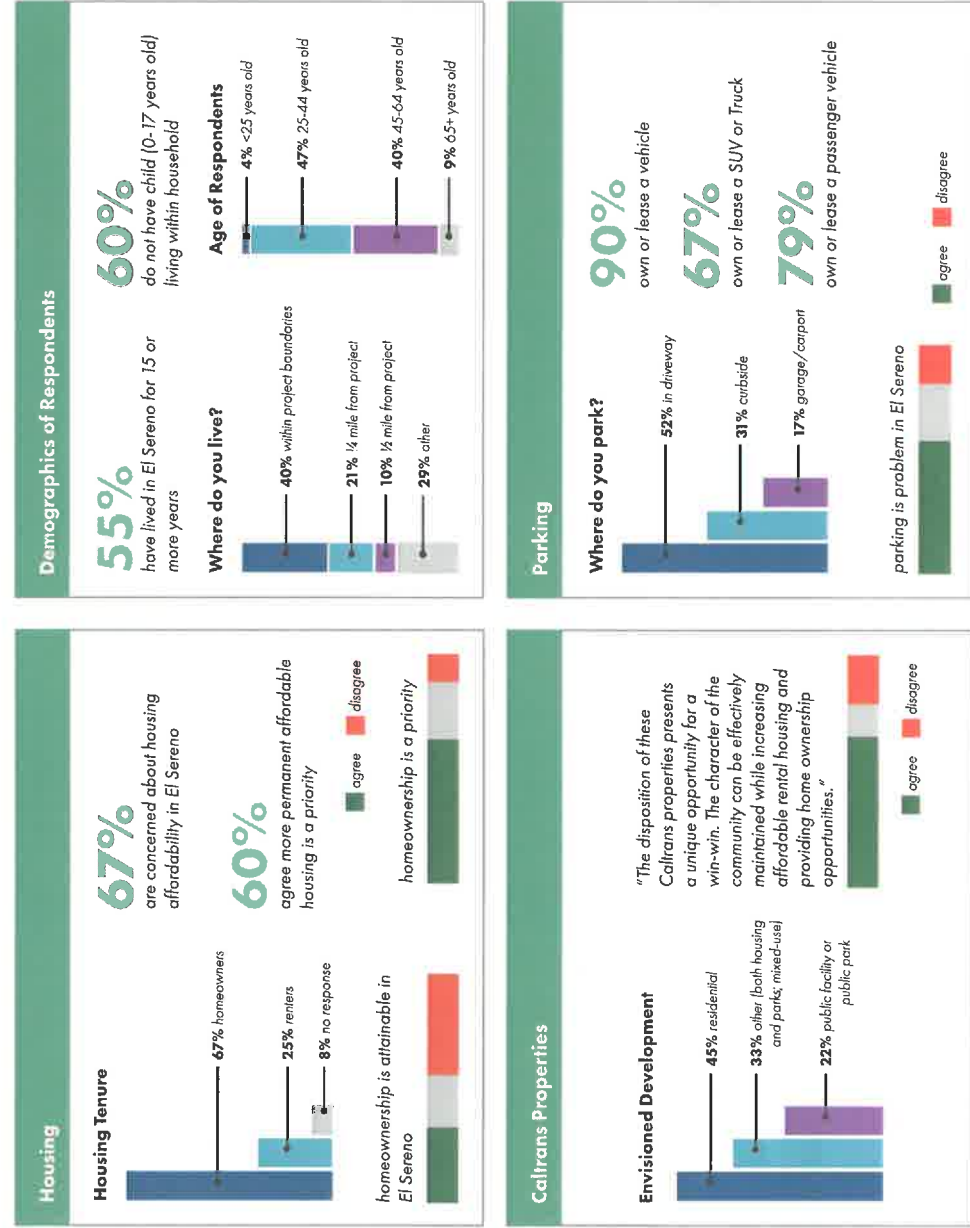 Housing
Housing Tenure
67% homeowners
25% renters
8% no response
67%
are concerned about housing
affordability in El Sereno
60%
agree more permanent affordable
housing is a priority
agree
disagree
homeownership is attainable in
El Sereno
homeownership is a priority
Demographics of Respondents
55%
have lived in El Sereno for 15 or
more years
60%
do not have child (0-17 years old)
living within household
Where do you live?
40% within project boundaries
21% ¼ mile from project
10% ½ mile from project
29% other
Age of Respondents
4% <25 years old
47% 25-44 years old
40% 45-64 years old
9% 65+ years old
Caltrans Properties
Envisioned Development
45% residential
33% other (both housing
and parks; mixed-use)
22% public facility or
public park
"The disposition of these
Caltrans properties presents
a unique opportunity for a
win-win. The character of the
community can be effectively
maintained while increasing
affordable rental housing and
providing home ownership
opportunities."
agree
disagree
Parking
Where do you park?
52% in driveway
31% curbside
17% garage/carport
90%
own or lease a vehicle
67%
own or lease a SUV or Truck
79%
own or lease a passenger vehicle
parking is problem in El Sereno
agree
disagree